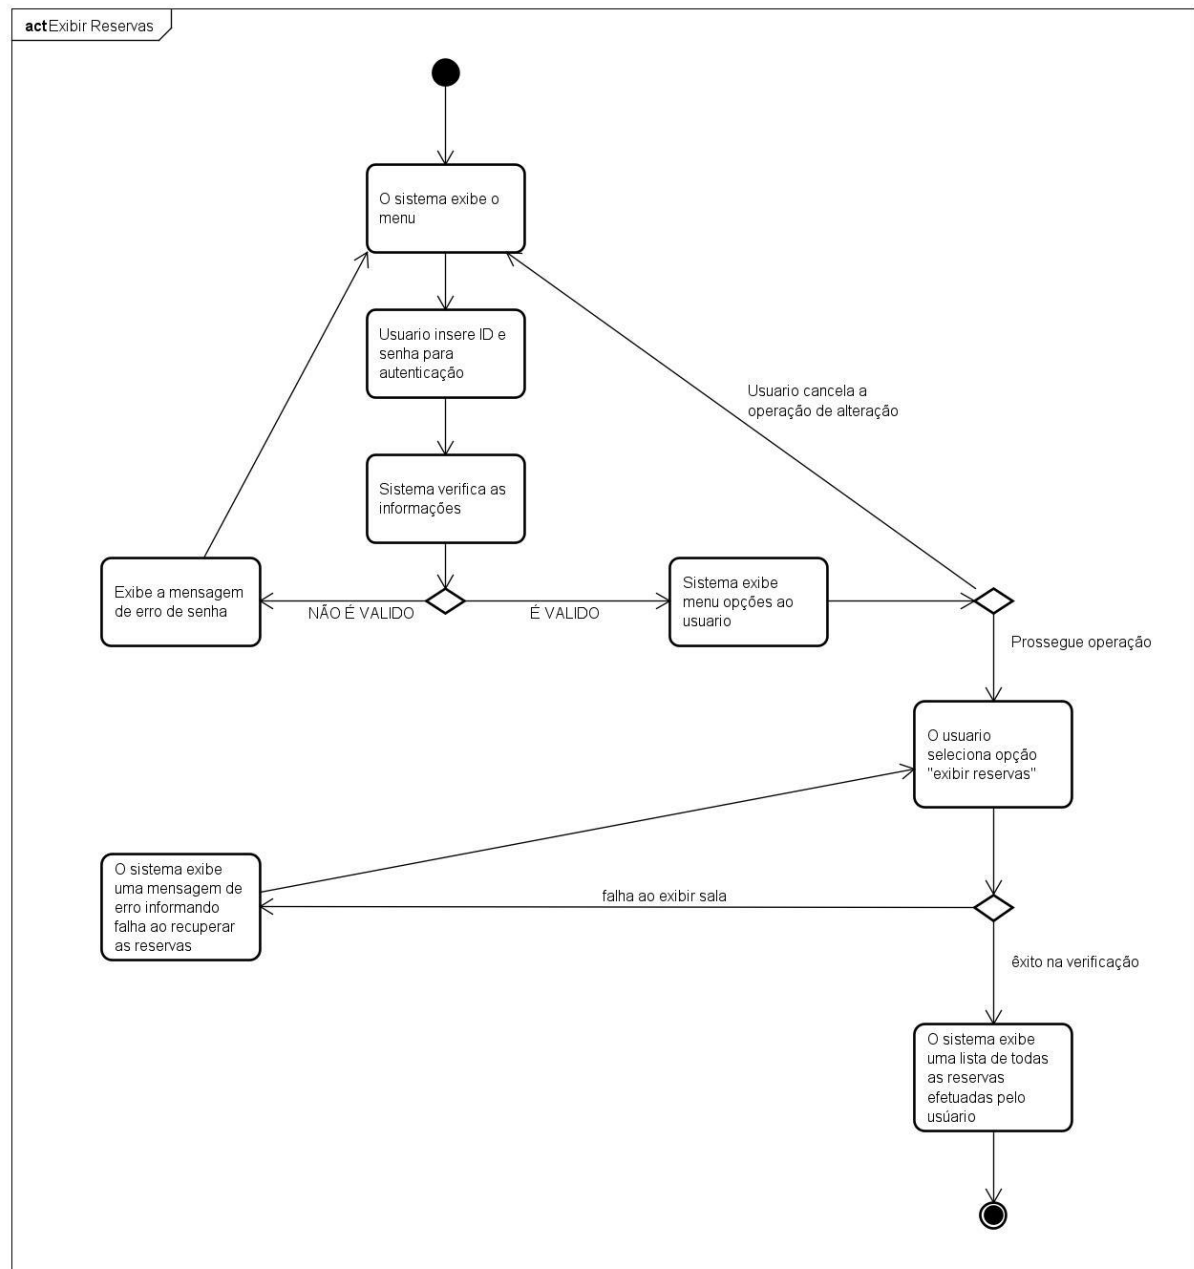 act Exibir Reservas
O sistema exibe o
menu
Usuario insere ID e
senha para
autenticação
Usuario cancela a
operação de alteração
Sistema verifica as
informações
Exibe a mensagem
de erro de senha
NÃO É VALIDO
É VALIDO
Sistema exibe
menu opções ao
usuario
Prossegue operação
O usuario
seleciona opção
"exibir reservas"
O sistema exibe
uma mensagem de
erro informando
falha ao recuperar
as reservas
falha ao exibir sala
êxito na verificação
O sistema exibe
uma lista de todas
as reservas
efetuadas pelo
usúario